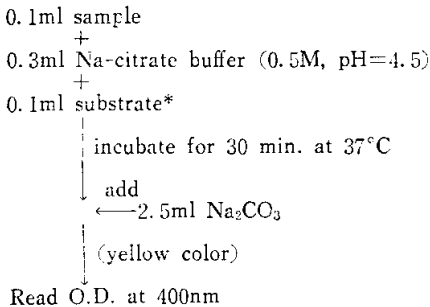 0.1ml sample
+
0.3ml Na-citrate buffer (0.5M, pH=4.5)
+
0.1ml substrate*
incubate for 30 min. at 37°C
add
2.5ml Na₂CO₃
(yellow color)
Read O.D. at 400nm